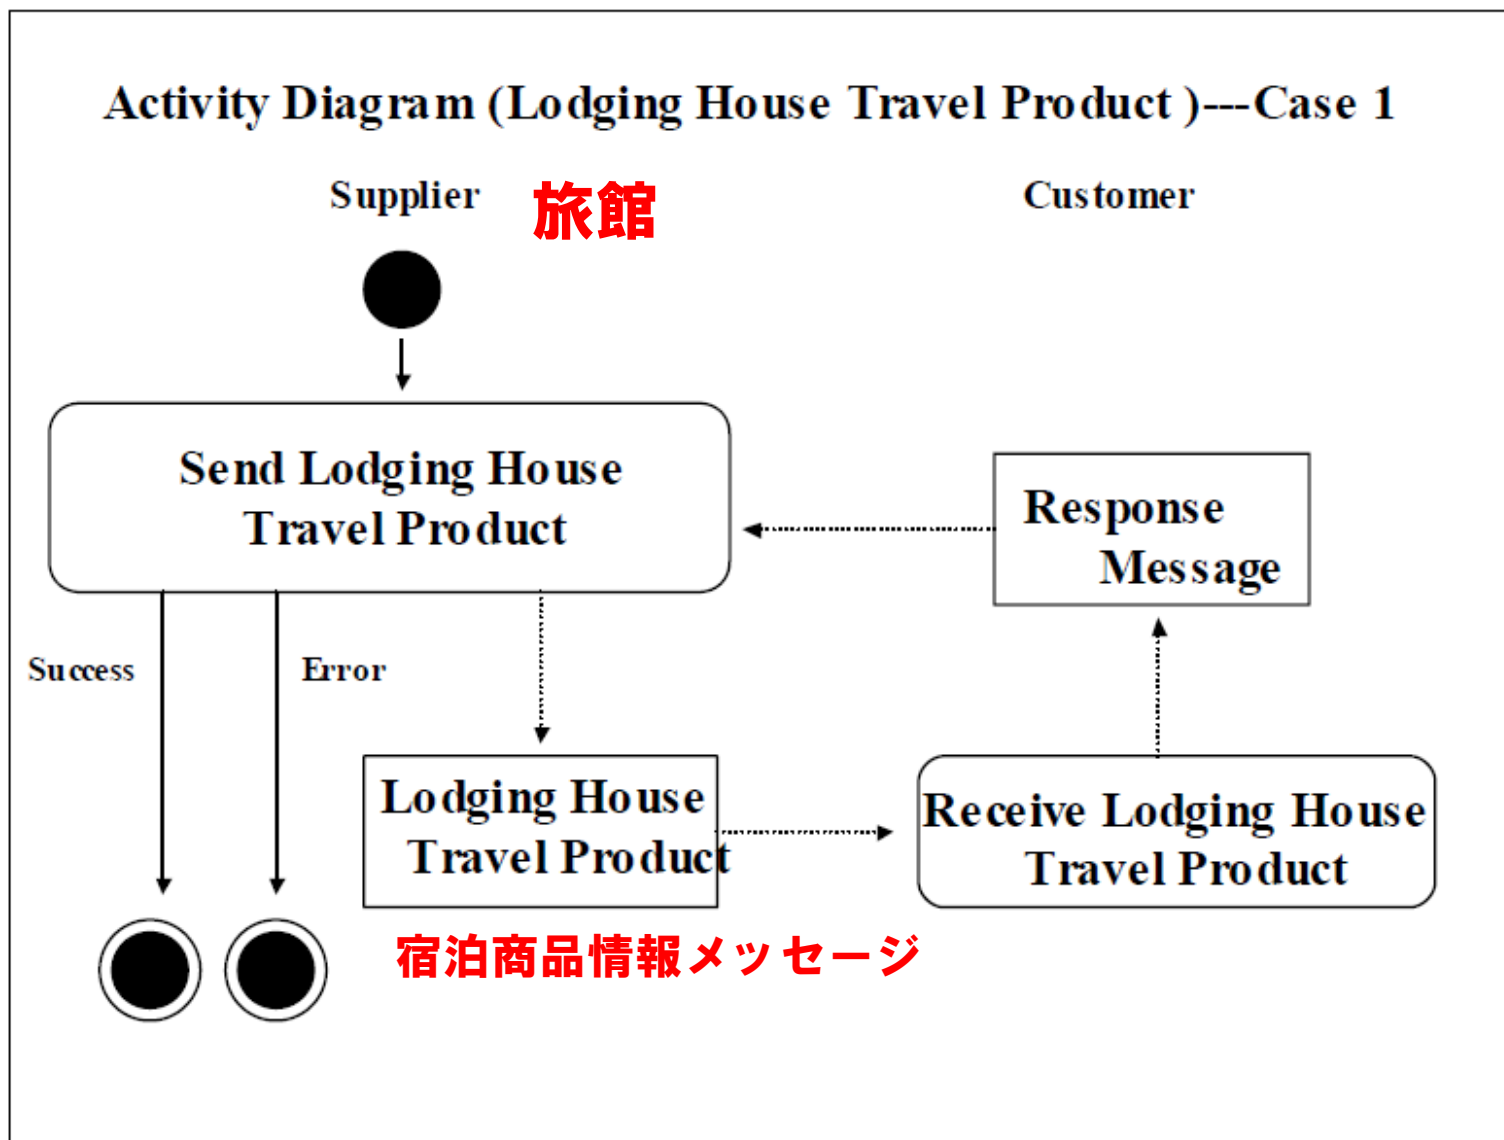 Activity Diagram (Lodging House Travel Product )---Case 1
Supplier 旅館 Customer
Send Lodging House
Travel Product
Response
Message
Success
Error
Lodging House
Travel Product
Receive Lodging House
Travel Product
宿泊商品情報メッセージ